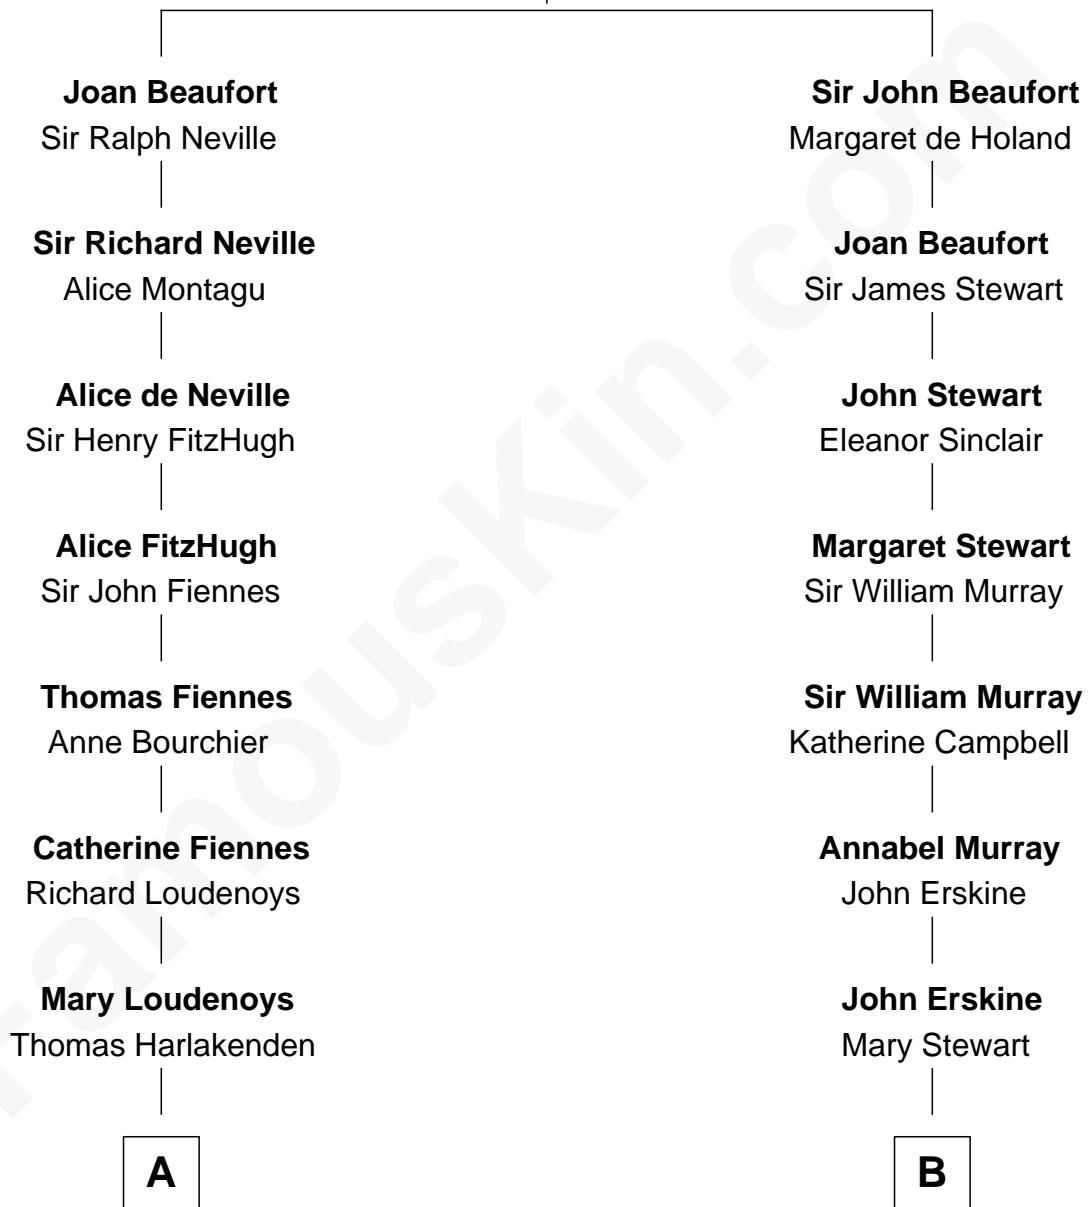 Joan Beaufort
Sir Ralph Neville
Sir Richard Neville
Alice Montagu
Alice de Neville
Sir Henry FitzHugh
Alice FitzHugh
Sir John Fiennes
Thomas Fiennes
Anne Bourchier
Catherine Fiennes
Richard Loudenoys
Mary Loudenoys
Thomas Harlakenden
A
Sir John Beaufort
Margaret de Holand
Joan Beaufort
Sir James Stewart
John Stewart
Eleanor Sinclair
Margaret Stewart
Sir William Murray
Sir William Murray
Katherine Campbell
Annabel Murray
John Erskine
John Erskine
Mary Stewart
B
FamousKin.com